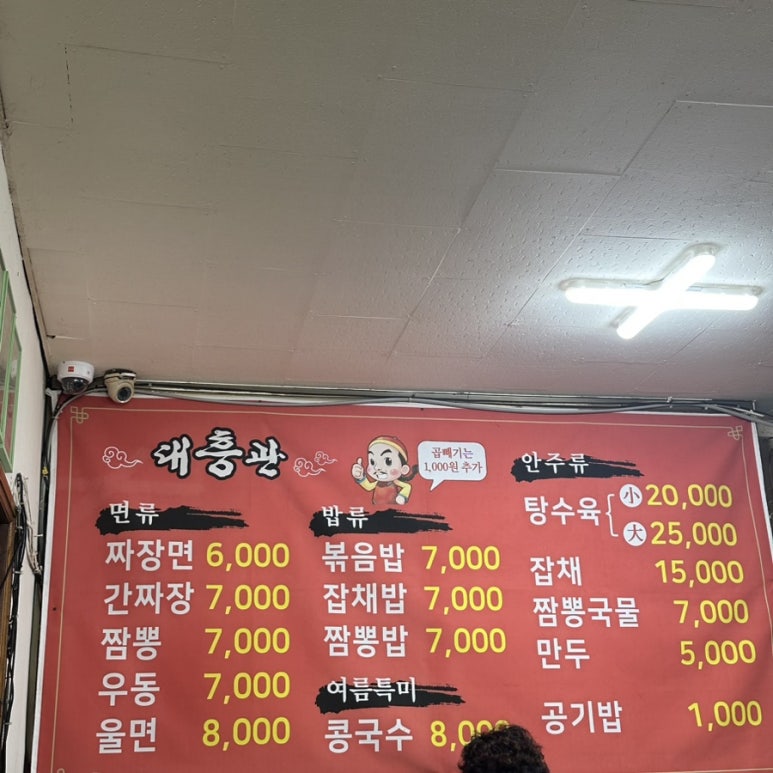 대흥관
곱빼기는
1,000원 추가
면류
짜장면 6,000
간짜장 7,000
짬뽕 7,000
우동 7,000
울면 8,000
밥류
볶음밥 7,000
잡채밥 7,000
짬뽕밥 7,000
여름특미
콩국수 8,000
안주류
탕수육 小 20,000
大 25,000
잡채 15,000
짬뽕국물 7,000
만두 5,000
공기밥 1,000